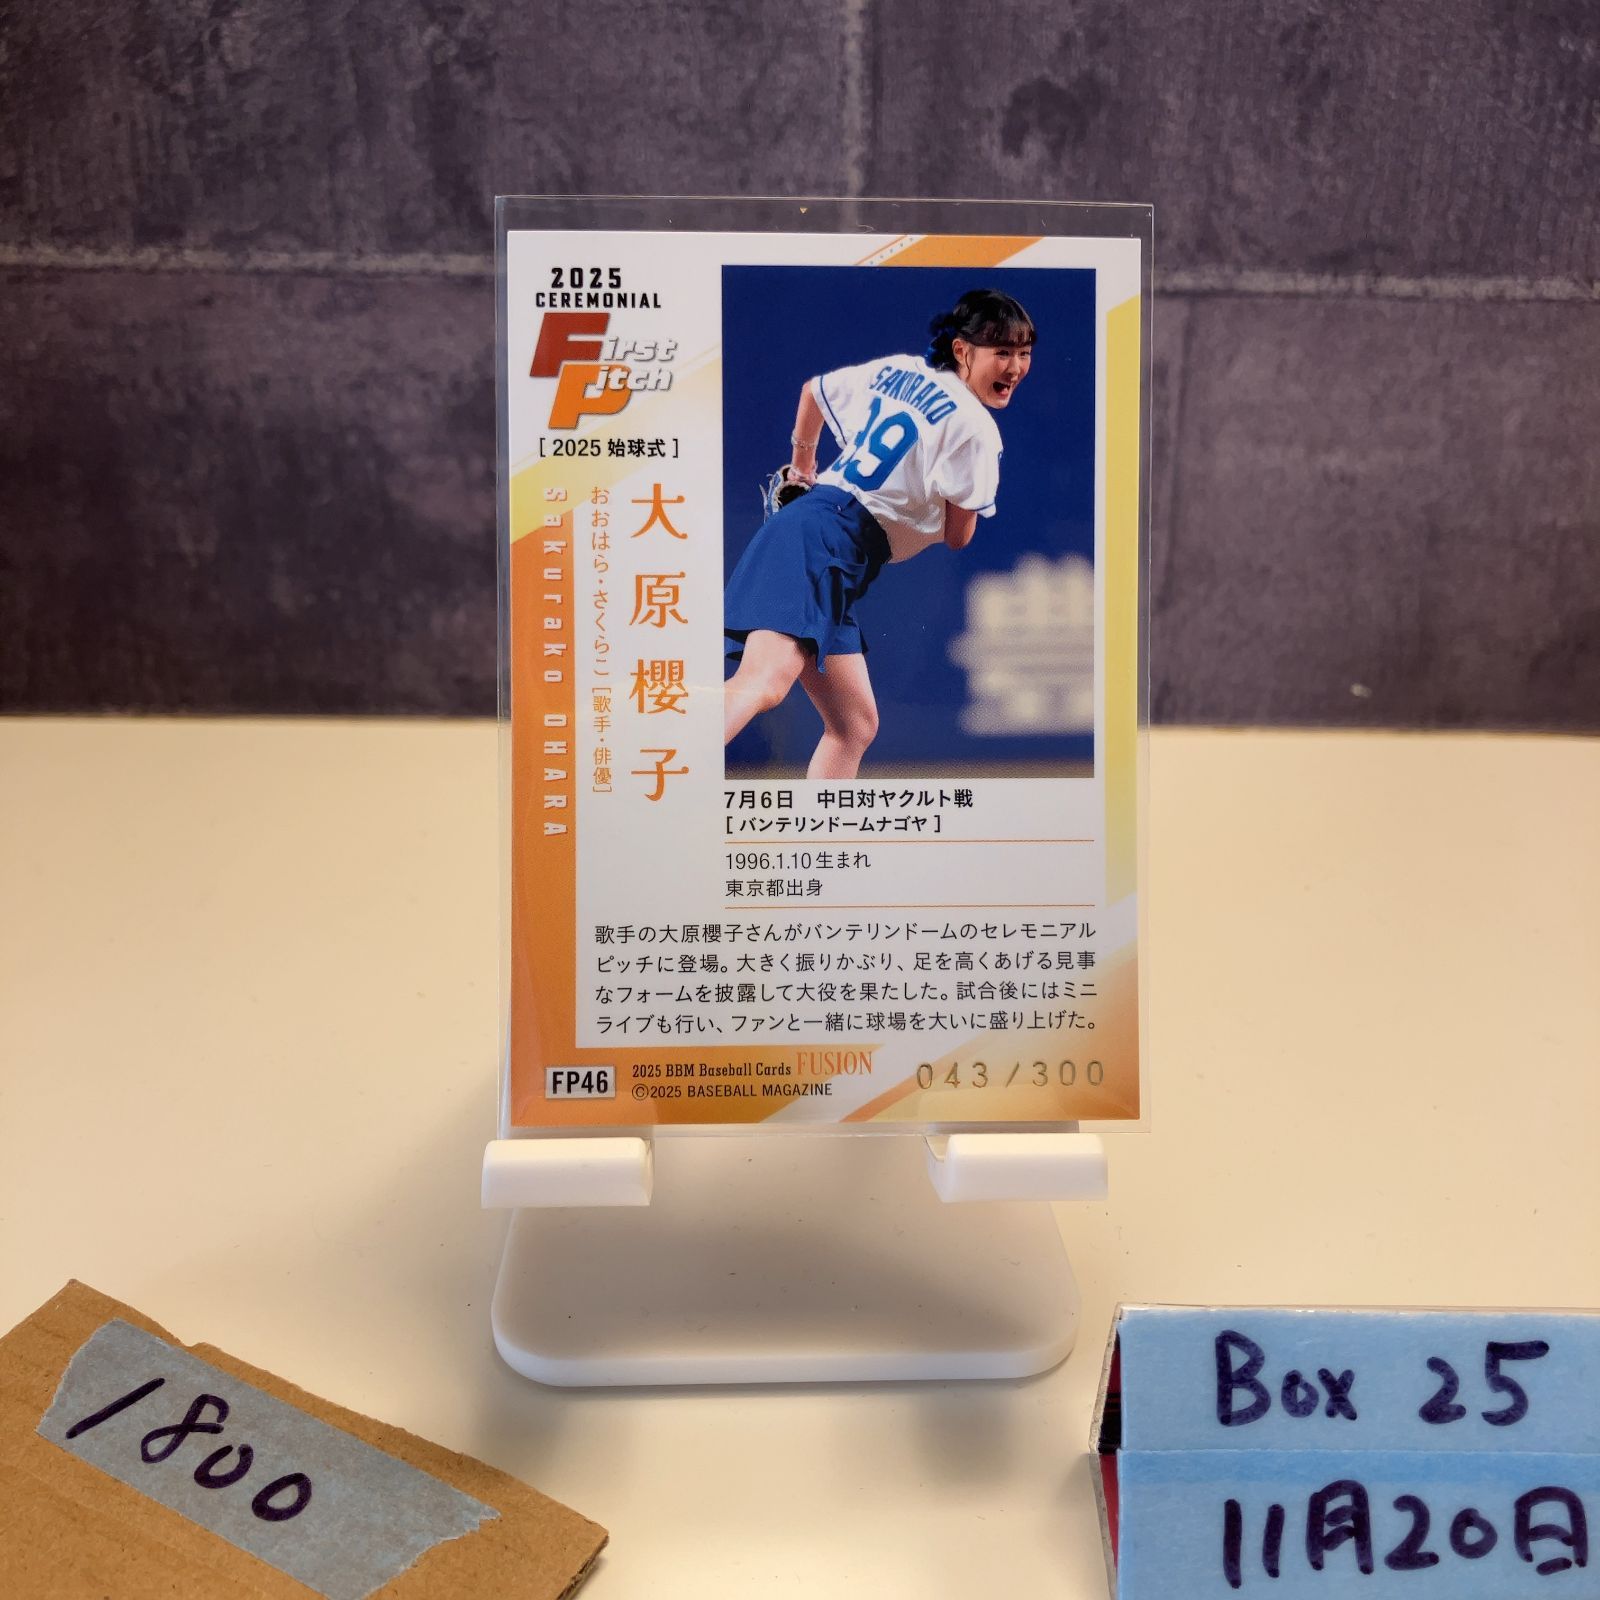 2025
CEREMONIAL
First
Pitch
[ 2025 始球式 ]
大原櫻子
おおはら・さくらこ [歌手・俳優]
Sakurako OHARA
SAKURAKO
39
7月6日　中日対ヤクルト戦
[ バンテリンドームナゴヤ ]
1996.1.10生まれ
東京都出身
歌手の大原櫻子さんがバンテリンドームのセレモニアル
ピッチに登場。大きく振りかぶり、足を高くあげる見事
なフォームを披露して大役を果たした。試合後にはミニ
ライブも行い、ファンと一緒に球場を大いに盛り上げた。
FP46
2025 BBM Baseball Cards FUSION
©2025 BASEBALL MAGAZINE
043/300
1800
Box 25
11月20日